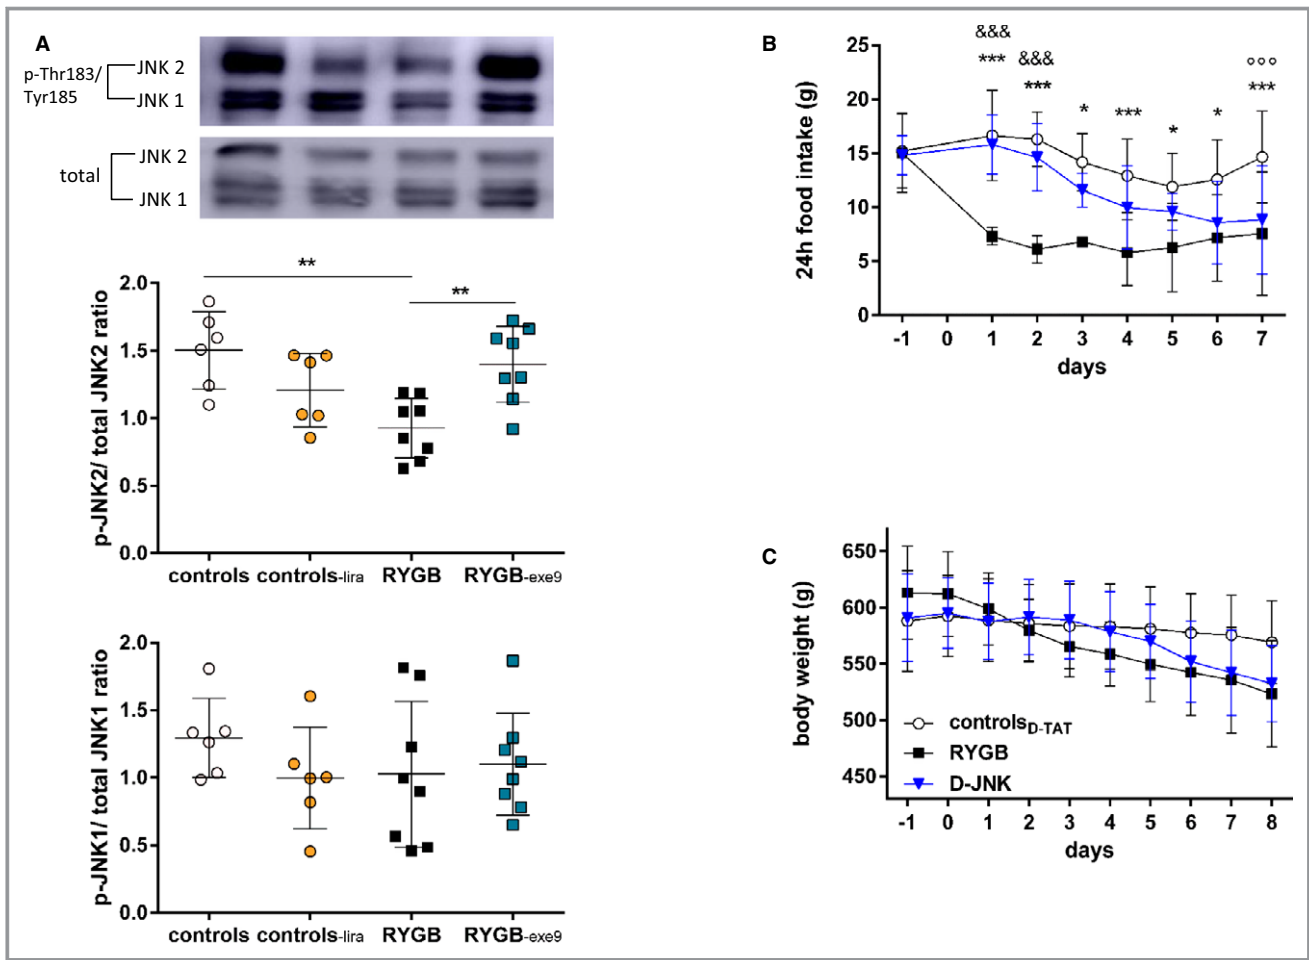 A
p-Thr183/
Tyr185
JNK 2
JNK 1
total
JNK 2
JNK 1
p-JNK2/ total JNK2 ratio
2.0
1.5
1.0
0.5
0.0
**
**
controls controls-lira RYGB RYGB-exe9
p-JNK1/ total JNK1 ratio
2.0
1.5
1.0
0.5
0.0
controls controls-lira RYGB RYGB-exe9
B
24h food intake (g)
25
20
15
10
5
0
&&& &&& °°°
*** *** * *** * * ***
-1 0 1 2 3 4 5 6 7
days
C
body weight (g)
650
600
550
500
450
controlsD-TAT
RYGB
D-JNK
-1 0 1 2 3 4 5 6 7 8
days